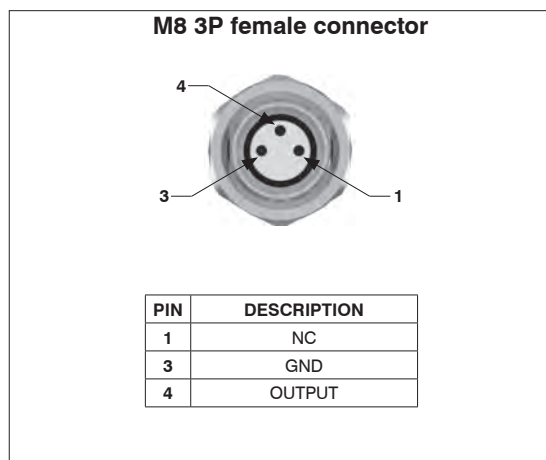 M8 3P female connector
4
3
1
PIN DESCRIPTION
1 NC
3 GND
4 OUTPUT